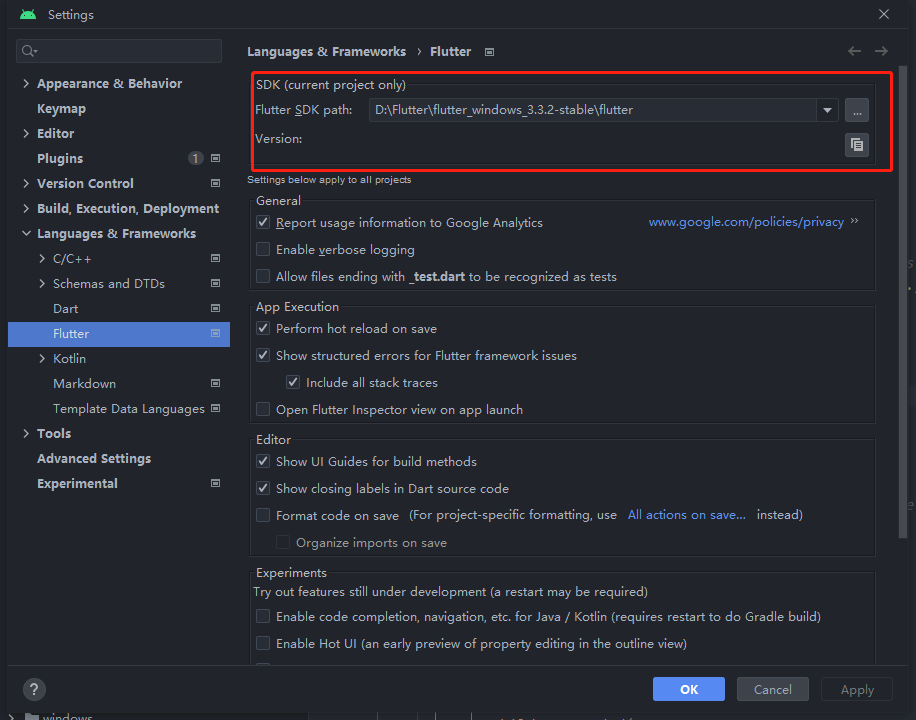 Settings
Languages & Frameworks › Flutter
Appearance & Behavior
Keymap
Editor
Plugins 1
Version Control
Build, Execution, Deployment
Languages & Frameworks
C/C++
Schemas and DTDs
Dart
Flutter
Kotlin
Markdown
Template Data Languages
Tools
Advanced Settings
Experimental
SDK (current project only)
Flutter SDK path: D:\Flutter\flutter_windows_3.3.2-stable\flutter ...
Version:
Settings below apply to all projects
General
Report usage information to Google Analytics www.google.com/policies/privacy ››
Enable verbose logging
Allow files ending with _test.dart to be recognized as tests
App Execution
Perform hot reload on save
Show structured errors for Flutter framework issues
Include all stack traces
Open Flutter Inspector view on app launch
Editor
Show UI Guides for build methods
Show closing labels in Dart source code
Format code on save (For project-specific formatting, use All actions on save... instead)
Organize imports on save
Experiments
Try out features still under development (a restart may be required)
Enable code completion, navigation, etc. for Java / Kotlin (requires restart to do Gradle build)
Enable Hot UI (an early preview of property editing in the outline view)
? OK Cancel Apply
windows